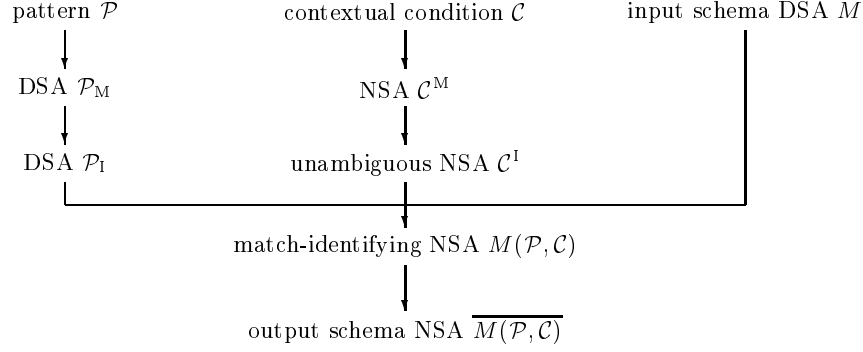 pattern 𝒫 contextual condition 𝒞 input schema DSA M
DSA 𝒫_M NSA 𝒞^M
DSA 𝒫_I unambiguous NSA 𝒞^I
match-identifying NSA M(𝒫, 𝒞)
output schema NSA \overline{M(𝒫, 𝒞)}